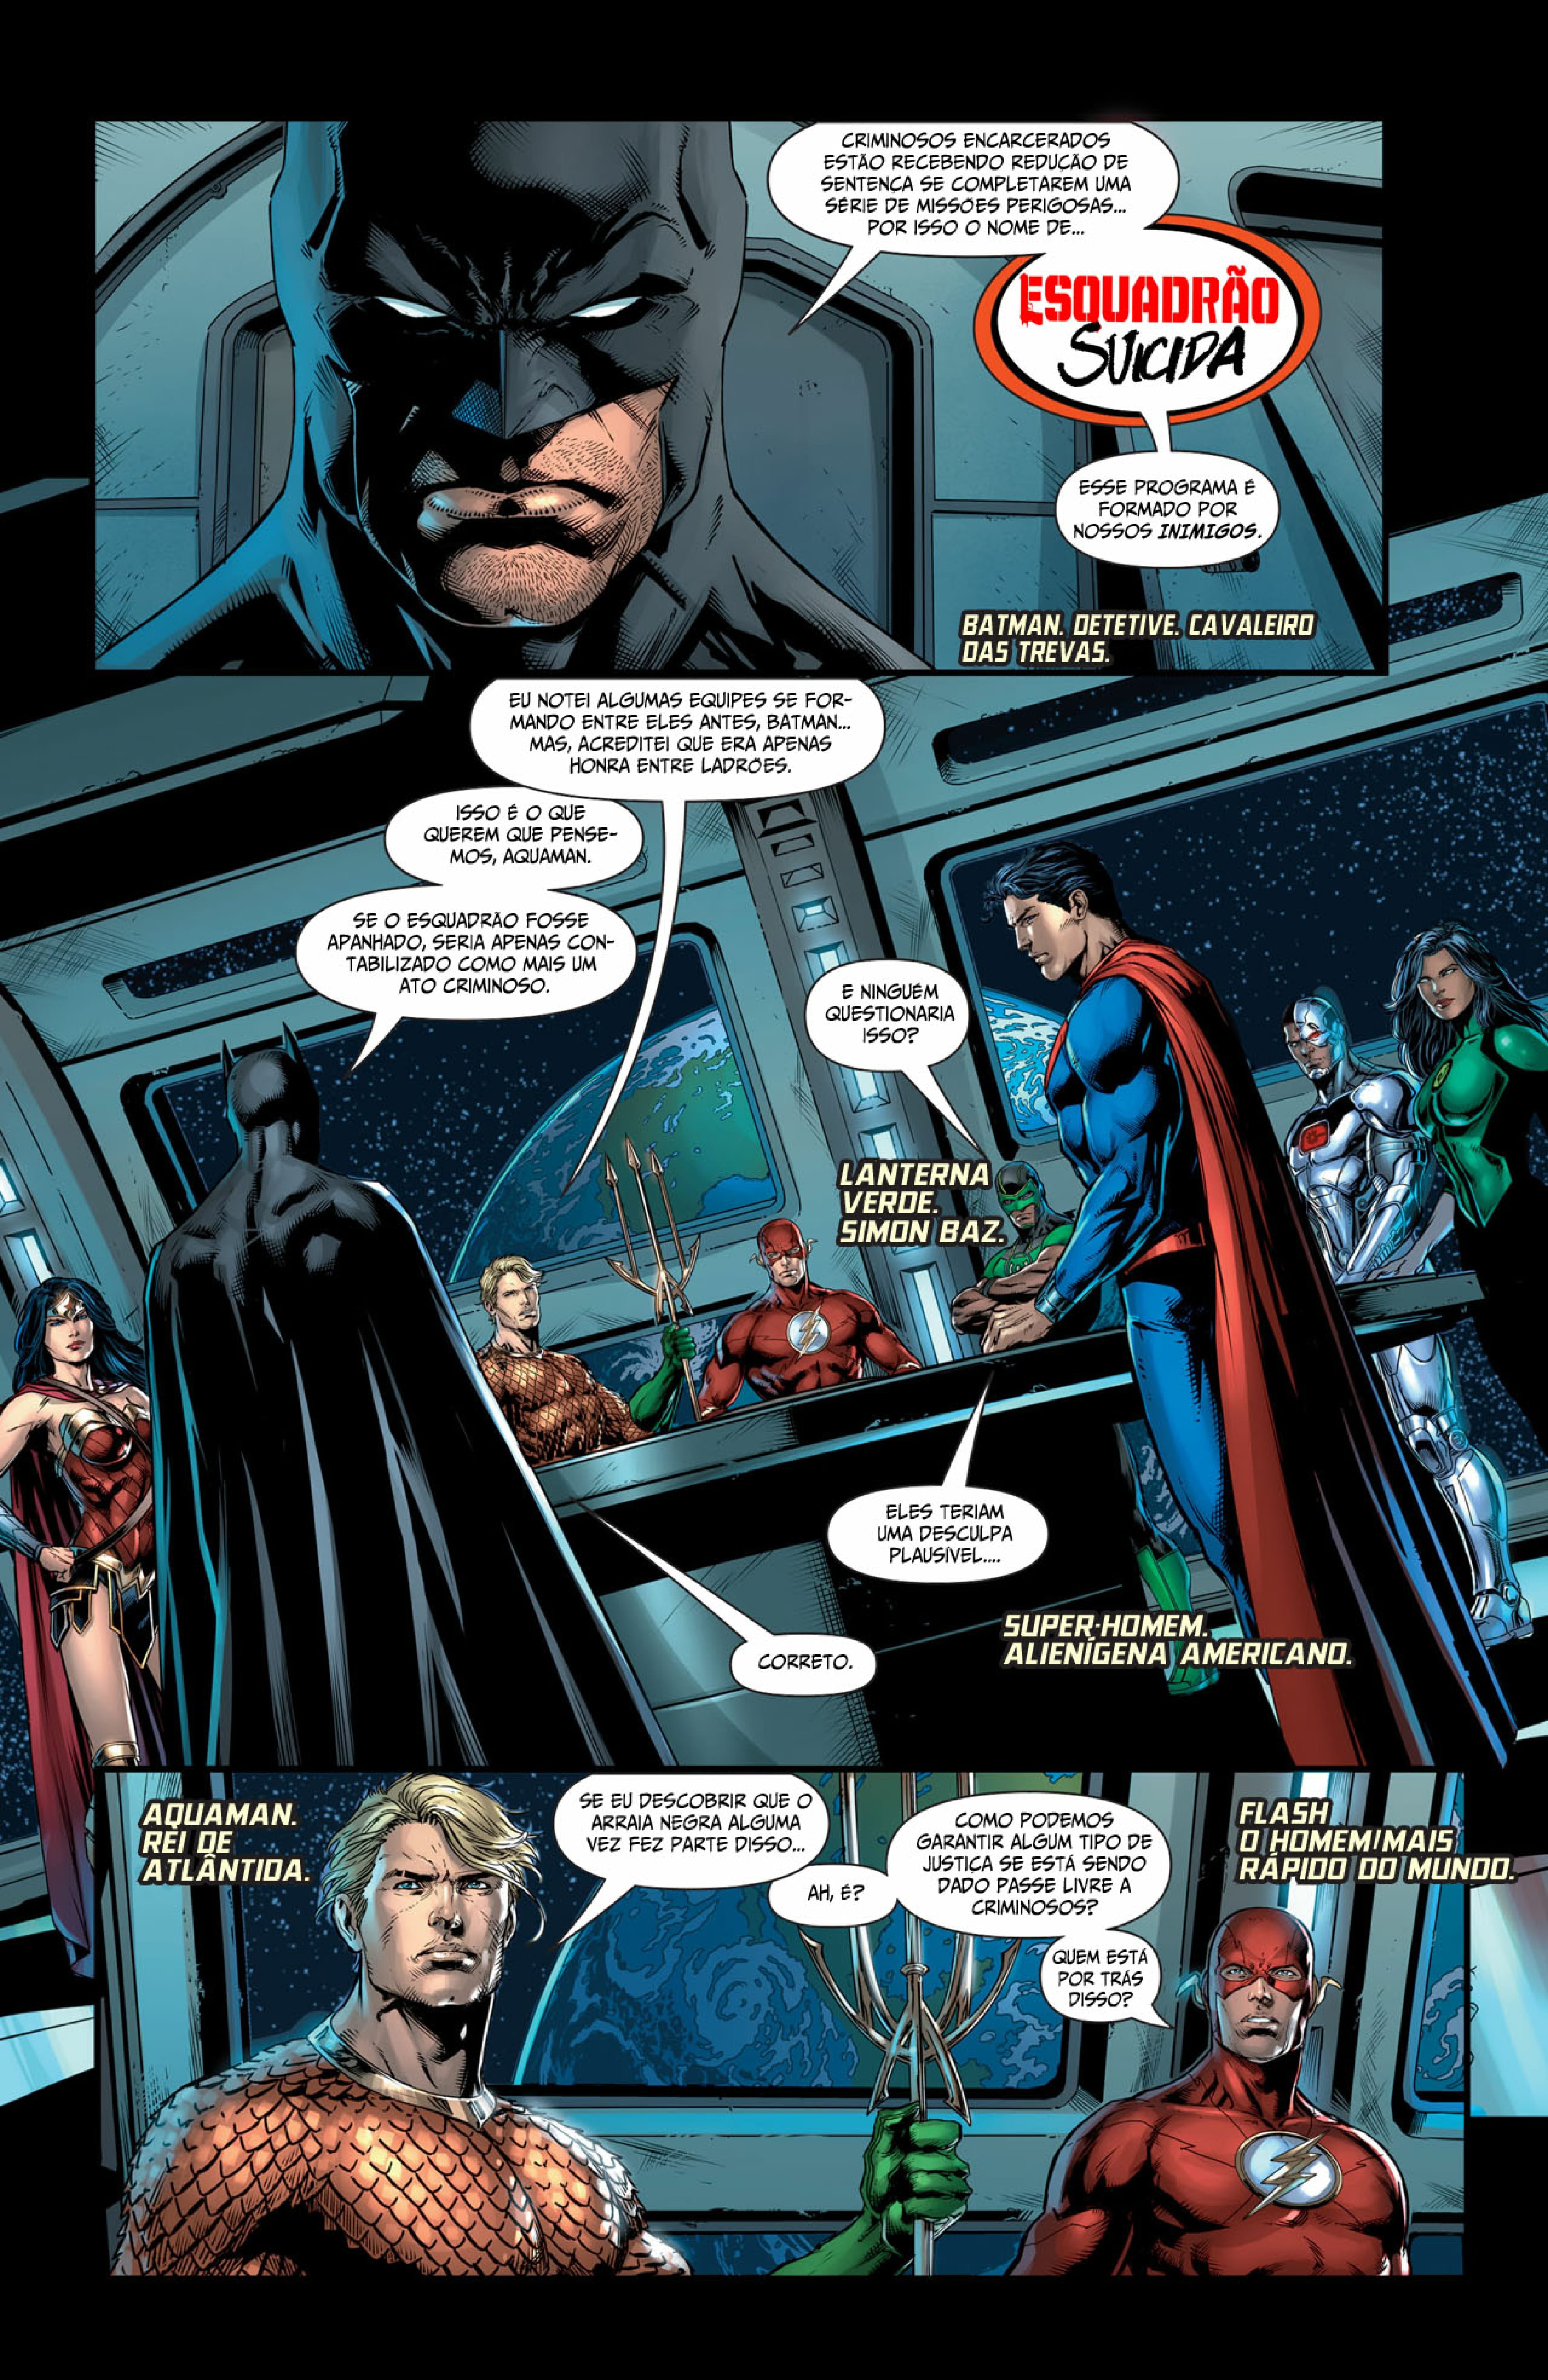 CRIMINOSOS ENCARCERADOS
ESTÃO RECEBENDO REDUÇÃO DE
SENTENÇA SE COMPLETAREM UMA
SÉRIE DE MISSÕES PERIGOSAS...
POR ISSO O NOME DE...
ESQUADRÃO
SUICIDA
ESSE PROGRAMA É
FORMADO POR
NOSSOS INIMIGOS.
BATMAN. DETETIVE. CAVALEIRO
DAS TREVAS.
EU NOTEI ALGUMAS EQUIPES SE FOR-
MANDO ENTRE ELES ANTES, BATMAN...
MAS, ACREDITEI QUE ERA APENAS
HONRA ENTRE LADRÕES.
ISSO É O QUE
QUEREM QUE PENSE-
MOS, AQUAMAN.
SE O ESQUADRÃO FOSSE
APANHADO, SERIA APENAS CON-
TABILIZADO COMO MAIS UM
ATO CRIMINOSO.
E NINGUÉM
QUESTIONARIA
ISSO?
LANTERNA
VERDE.
SIMON BAZ.
ELES TERIAM
UMA DESCULPA
PLAUSÍVEL....
SUPER-HOMEM.
ALIENÍGENA AMERICANO.
CORRETO.
AQUAMAN.
REI DE
ATLÂNTIDA.
SE EU DESCOBRIR QUE O
ARRAIA NEGRA ALGUMA
VEZ FEZ PARTE DISSO...
AH, É?
COMO PODEMOS
GARANTIR ALGUM TIPO DE
JUSTIÇA SE ESTÁ SENDO
DADO PASSE LIVRE A
CRIMINOSOS?
QUEM ESTÁ
POR TRÁS
DISSO?
FLASH
O HOMEM MAIS
RÁPIDO DO MUNDO.